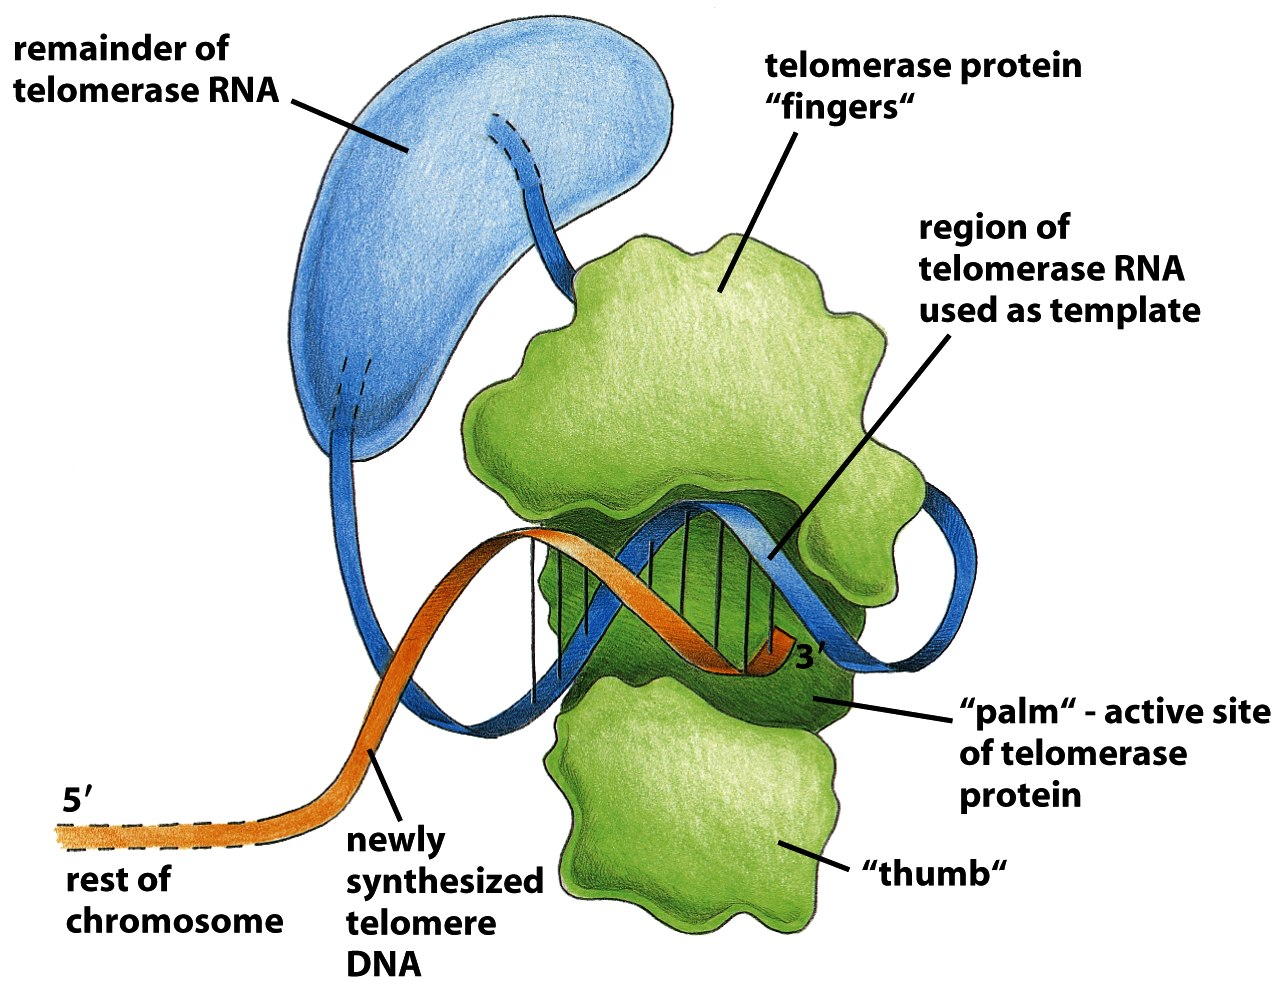 remainder of
telomerase RNA
telomerase protein
“fingers“
region of
telomerase RNA
used as template
3′
“palm“ - active site
of telomerase
protein
5′
newly
synthesized
telomere
DNA
“thumb“
rest of
chromosome